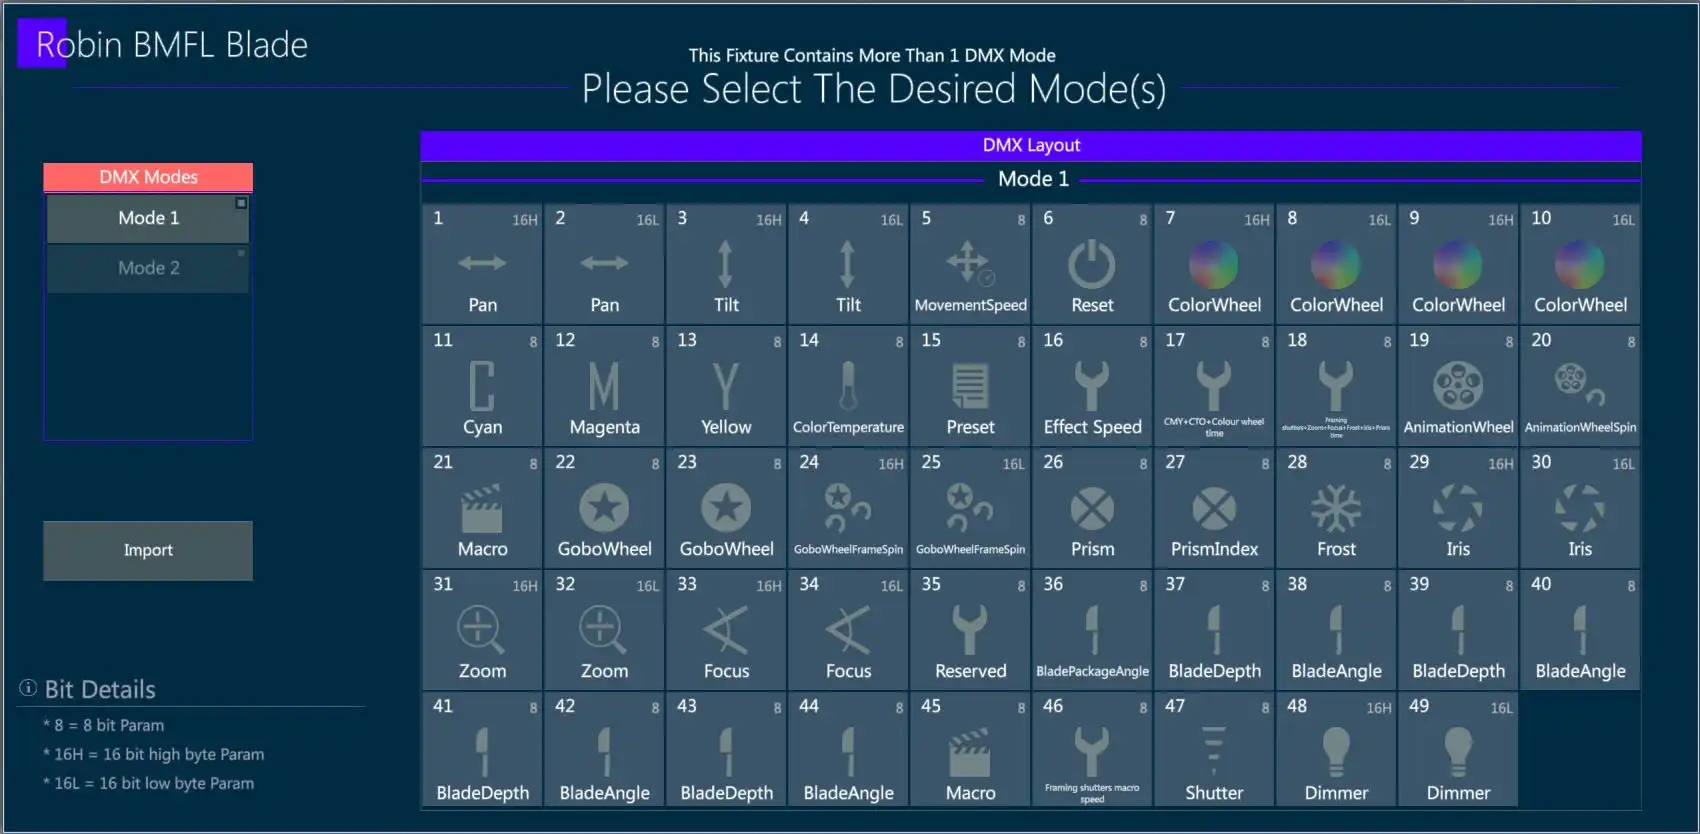 Robin BMFL Blade
This Fixture Contains More Than 1 DMX Mode
Please Select The Desired Mode(s)
DMX Modes
Mode 1
Mode 2
Import
Bit Details
* 8 = 8 bit Param
* 16H = 16 bit high byte Param
* 16L = 16 bit low byte Param
DMX Layout
Mode 1
1 16H 2 16L 3 16H 4 16L 5 8 6 8 7 16H 8 16L 9 16H 10 16L
Pan Pan Tilt Tilt MovementSpeed Reset ColorWheel ColorWheel ColorWheel ColorWheel
11 8 12 8 13 8 14 8 15 8 16 8 17 8 18 8 19 8 20 8
C M Y
Cyan Magenta Yellow ColorTemperature Preset Effect Speed CMY+CTO+Colour wheel time Framing shutters+Zoom+Focus+Frost+Iris+Prism time AnimationWheel AnimationWheelSpin
21 8 22 8 23 8 24 16H 25 16L 26 8 27 8 28 8 29 16H 30 16L
Macro GoboWheel GoboWheel GoboWheelFrameSpin GoboWheelFrameSpin Prism PrismIndex Frost Iris Iris
31 16H 32 16L 33 16H 34 16L 35 8 36 8 37 8 38 8 39 8 40 8
Zoom Zoom Focus Focus Reserved BladePackageAngle BladeDepth BladeAngle BladeDepth BladeAngle
41 8 42 8 43 8 44 8 45 8 46 8 47 8 48 16H 49 16L
BladeDepth BladeAngle BladeDepth BladeAngle Macro Framing shutters macro speed Shutter Dimmer Dimmer